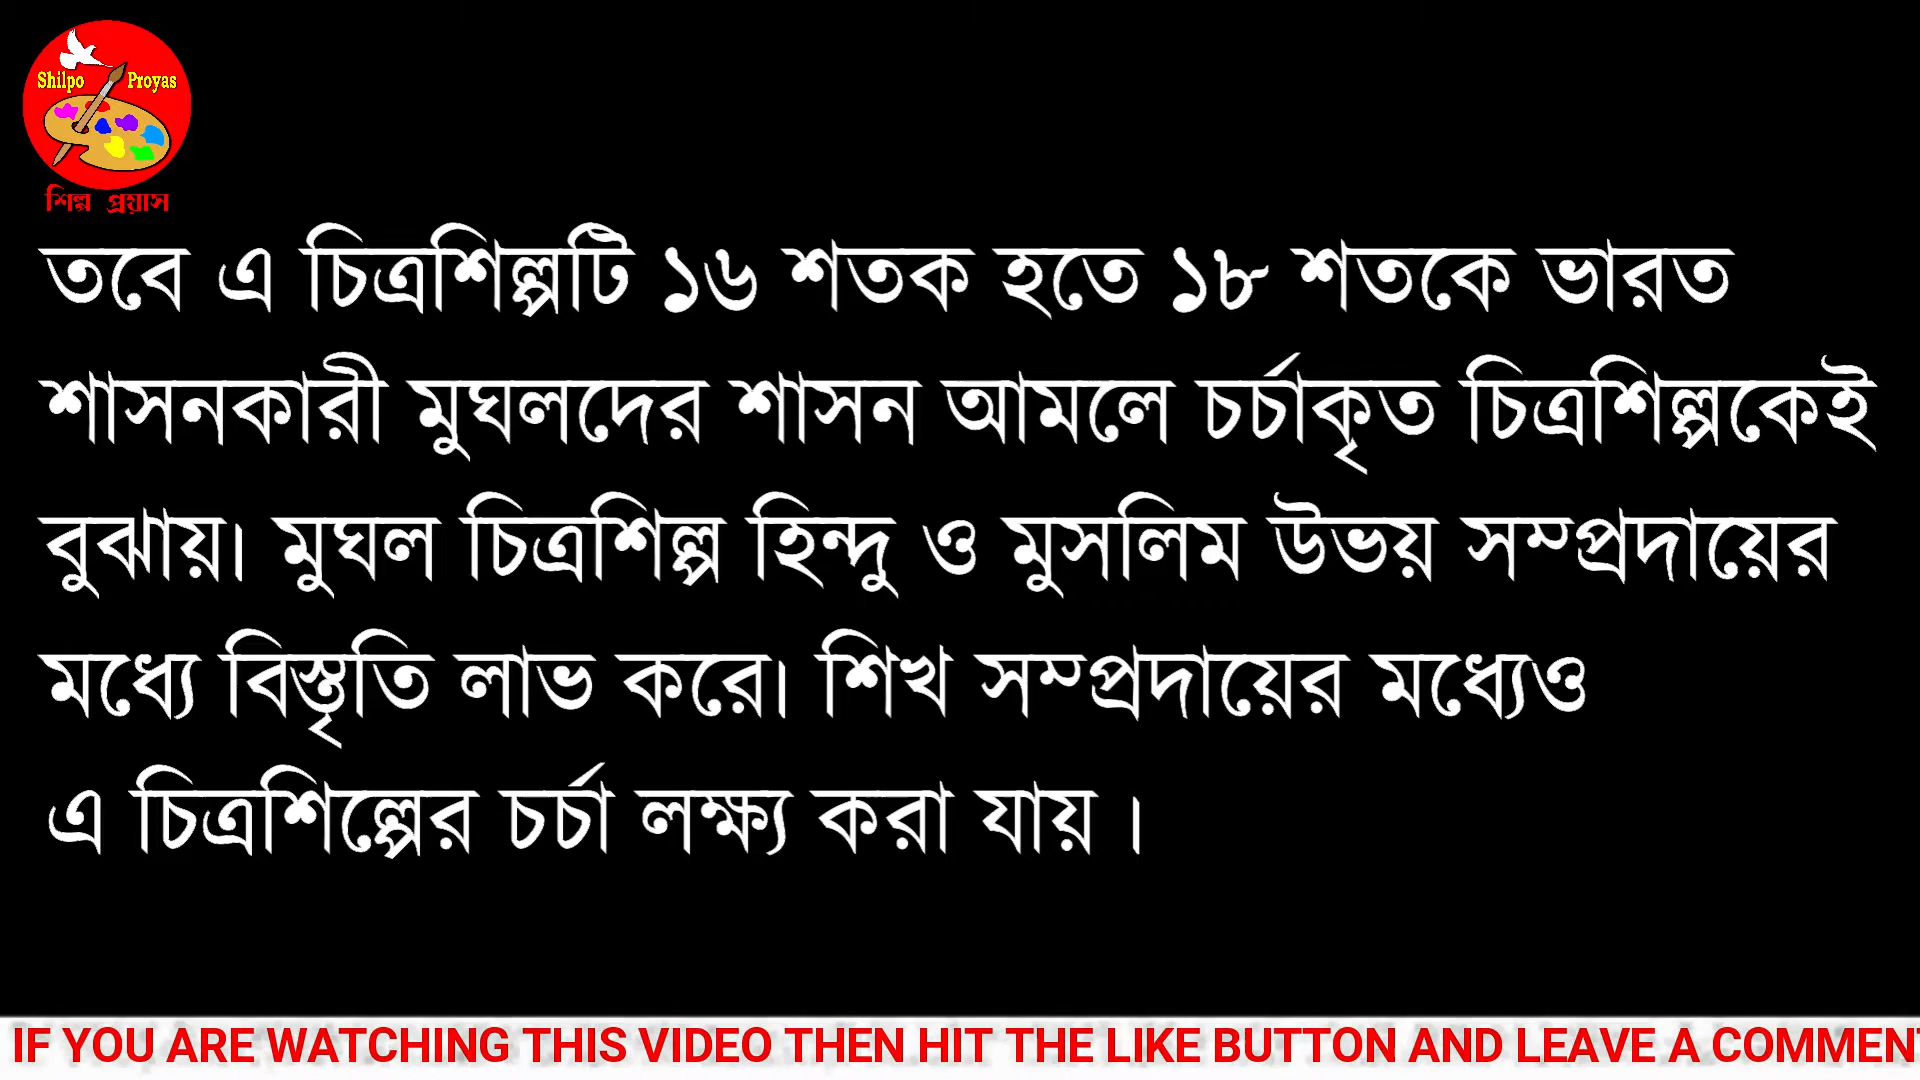 Shilpo Proyas
শিল্প প্রয়াস
তবে এ চিত্রশিল্পটি ১৬ শতক হতে ১৮ শতকে ভারত
শাসনকারী মুঘলদের শাসন আমলে চর্চাকৃত চিত্রশিল্পকেই
বুঝায়। মুঘল চিত্রশিল্প হিন্দু ও মুসলিম উভয় সম্প্রদায়ের
মধ্যে বিস্তৃতি লাভ করে। শিখ সম্প্রদায়ের মধ্যেও
এ চিত্রশিল্পের চর্চা লক্ষ্য করা যায় ।
IF YOU ARE WATCHING THIS VIDEO THEN HIT THE LIKE BUTTON AND LEAVE A COMMENT